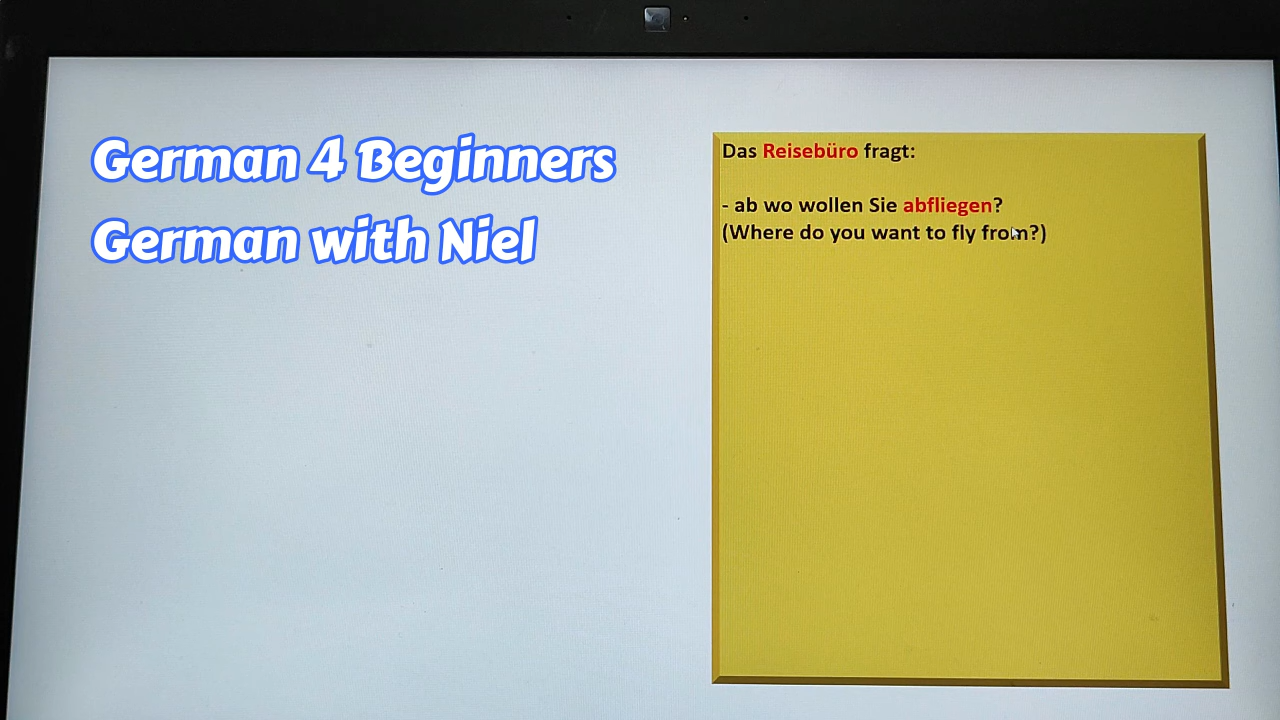 German 4 Beginners
German with Niel
Das Reisebüro fragt:
- ab wo wollen Sie abfliegen?
(Where do you want to fly from?)